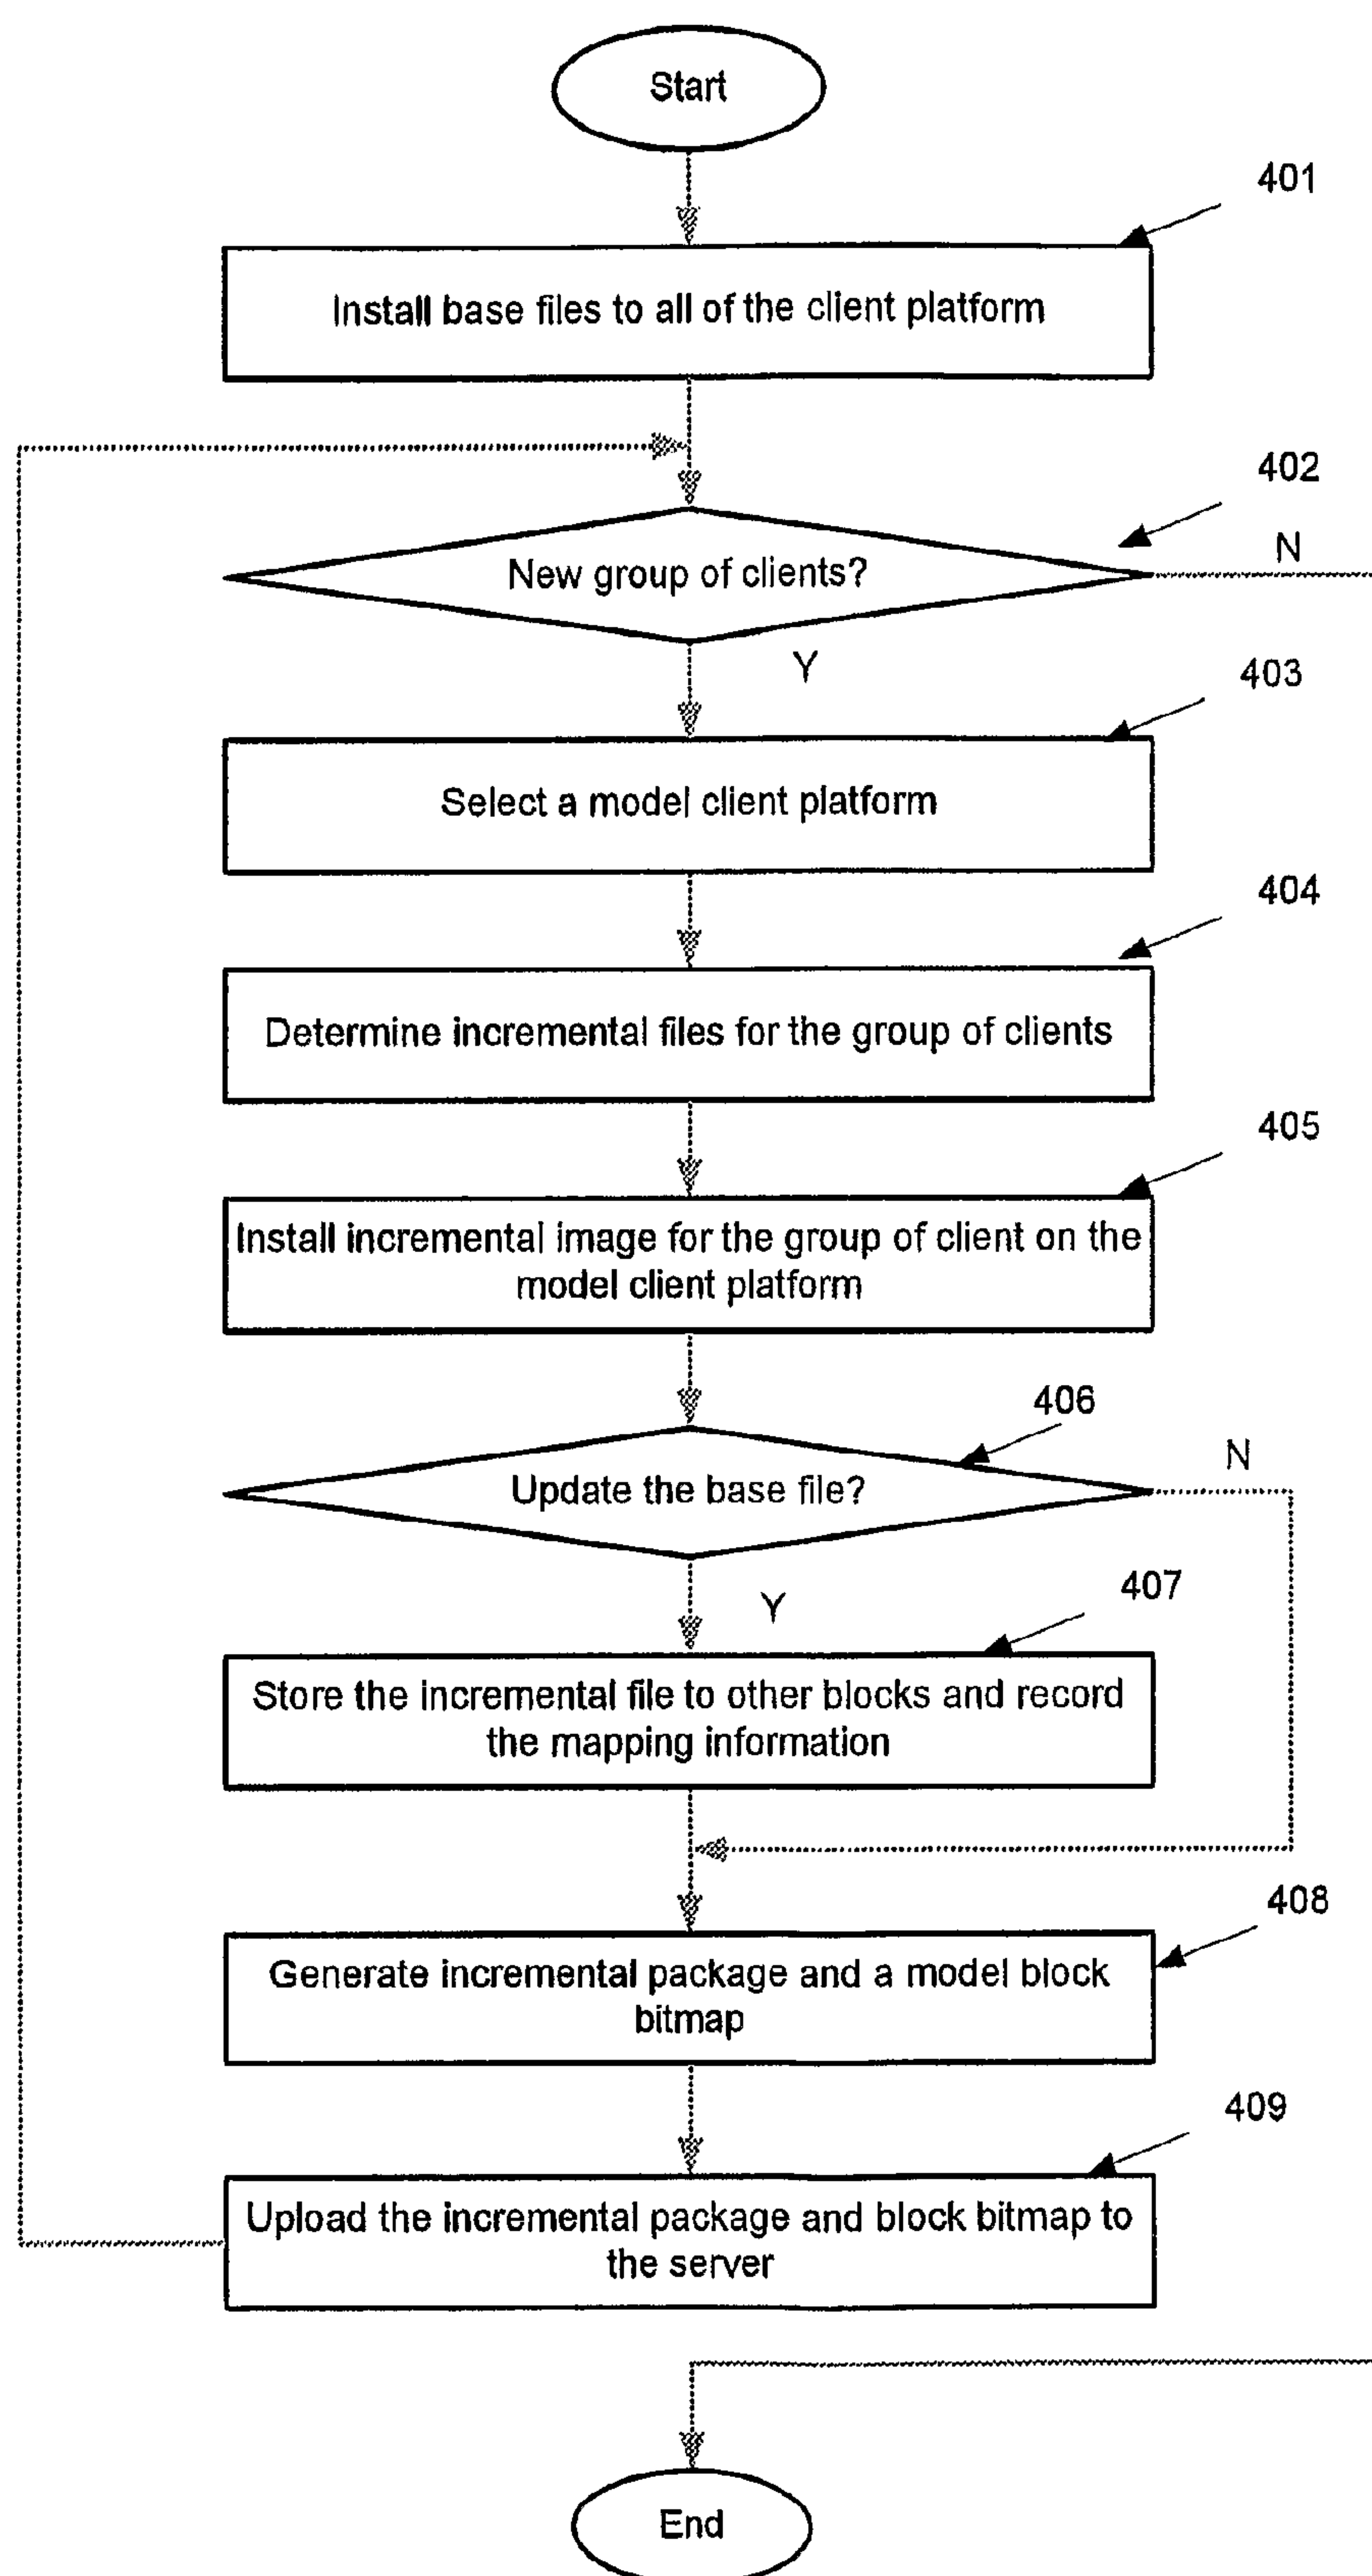 Start
401
Install base files to all of the client platform
402
New group of clients?
N
Y
403
Select a model client platform
404
Determine incremental files for the group of clients
405
Install incremental image for the group of client on the
model client platform
406
Update the base file?
N
Y
407
Store the incremental file to other blocks and record
the mapping information
408
Generate incremental package and a model block
bitmap
409
Upload the incremental package and block bitmap to
the server
End